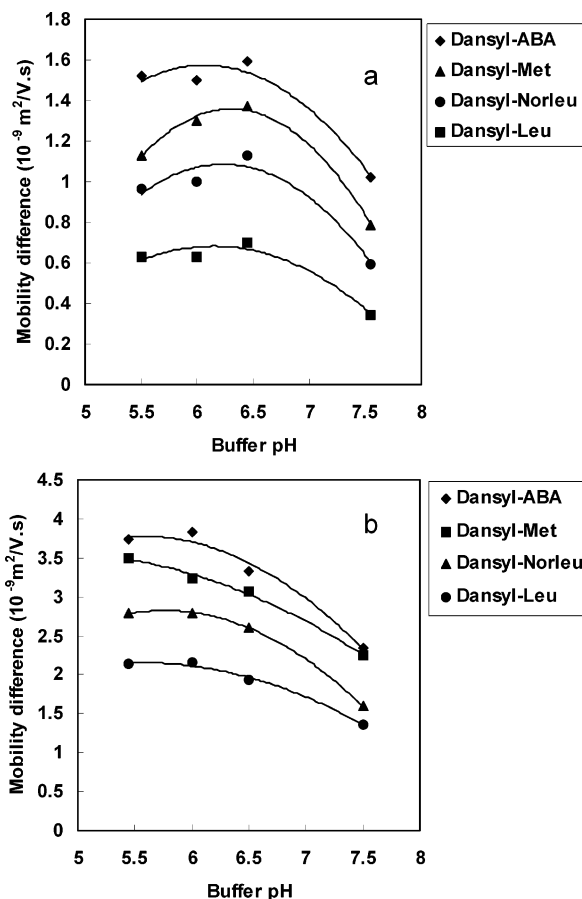 a
Mobility difference (10 -9 m2/V.s)
1.8
1.6
1.4
1.2
1
0.8
0.6
0.4
0.2
0
5
5.5
6
6.5
7
7.5
8
Buffer pH
Dansyl-ABA
Dansyl-Met
Dansyl-Norleu
Dansyl-Leu
b
Mobility difference (10 -9m2/V.s)
4.5
4
3.5
3
2.5
2
1.5
1
0.5
0
5
5.5
6
6.5
7
7.5
8
Buffer pH
Dansyl-ABA
Dansyl-Met
Dansyl-Norleu
Dansyl-Leu